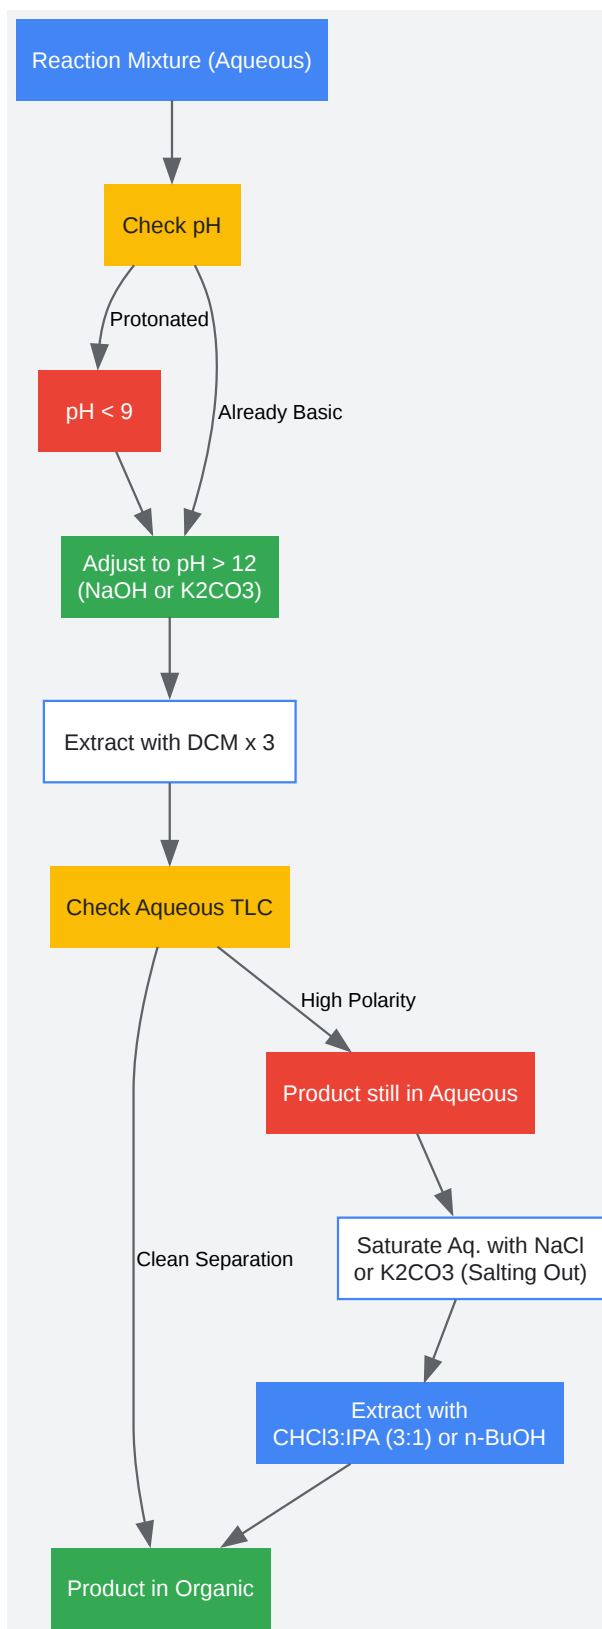 Reaction Mixture (Aqueous)
Check pH
Protonated
pH < 9
Already Basic
Adjust to pH > 12
(NaOH or K2CO3)
Extract with DCM x 3
Check Aqueous TLC
High Polarity
Product still in Aqueous
Clean Separation
Saturate Aq. with NaCl
or K2CO3 (Salting Out)
Extract with
CHCl3:IPA (3:1) or n-BuOH
Product in Organic